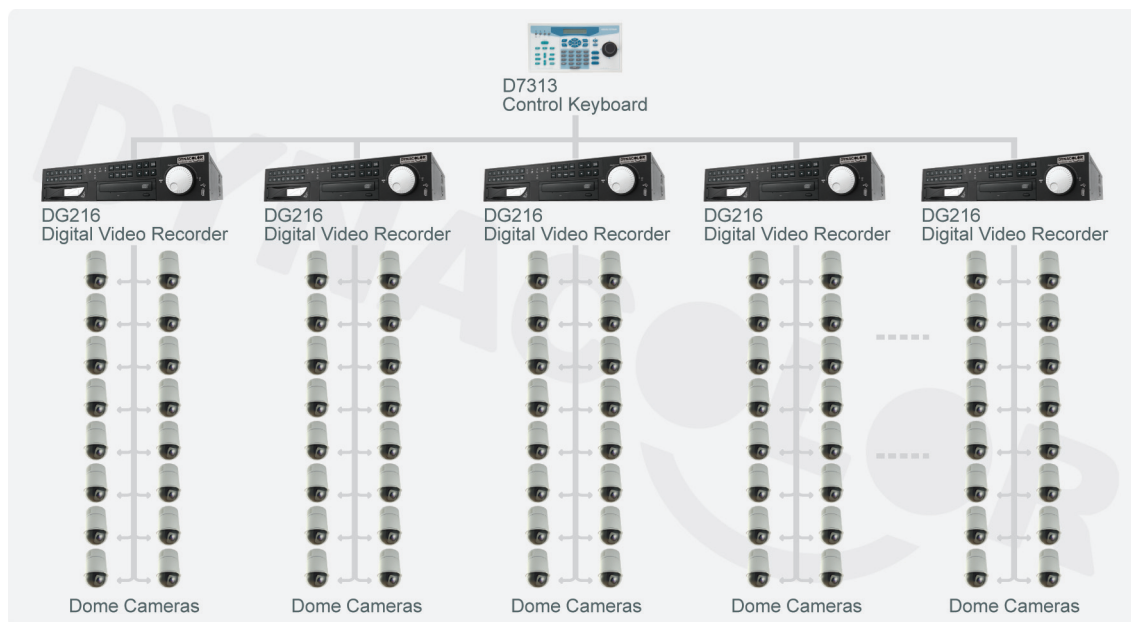 D7313
Control Keyboard
DG216
Digital Video Recorder
DG216
Digital Video Recorder
DG216
Digital Video Recorder
DG216
Digital Video Recorder
DG216
Digital Video Recorder
DYNACOLOR
Dome Cameras
Dome Cameras
Dome Cameras
Dome Cameras
Dome Cameras